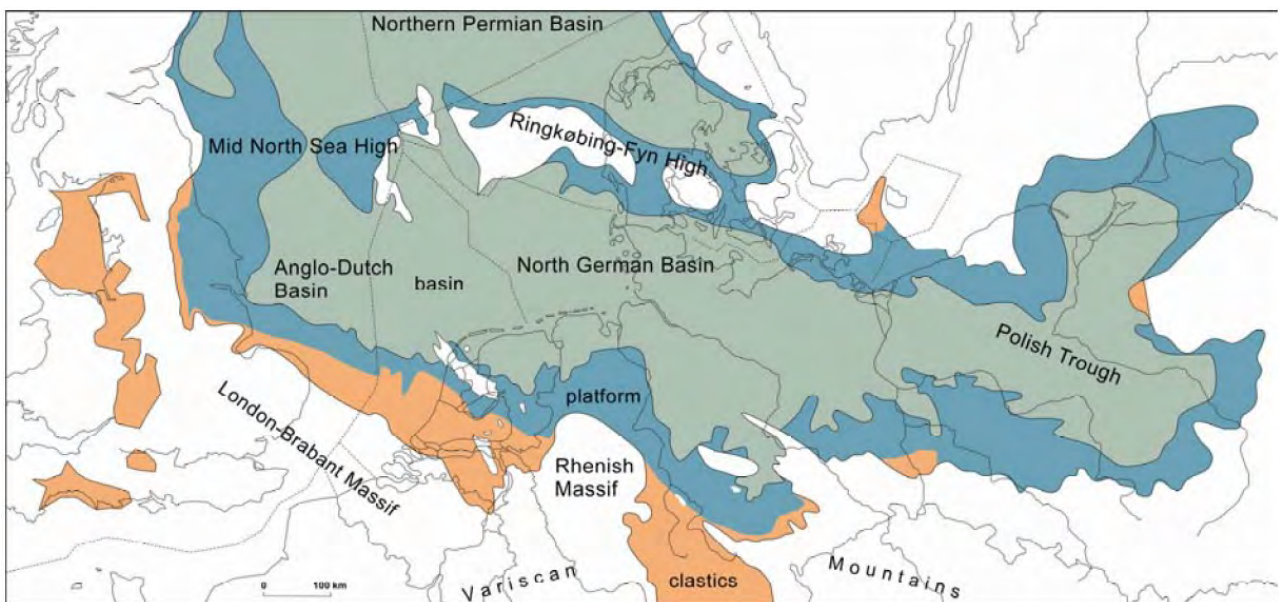 Northern Permian Basin
Mid North Sea High
Ringkøbing-Fyn High
Anglo-Dutch
Basin
basin
North German Basin
Polish Trough
platform
London-Brabant Massif
Rhenish
Massif
clastics
Variscan
Mountains
0 100 km